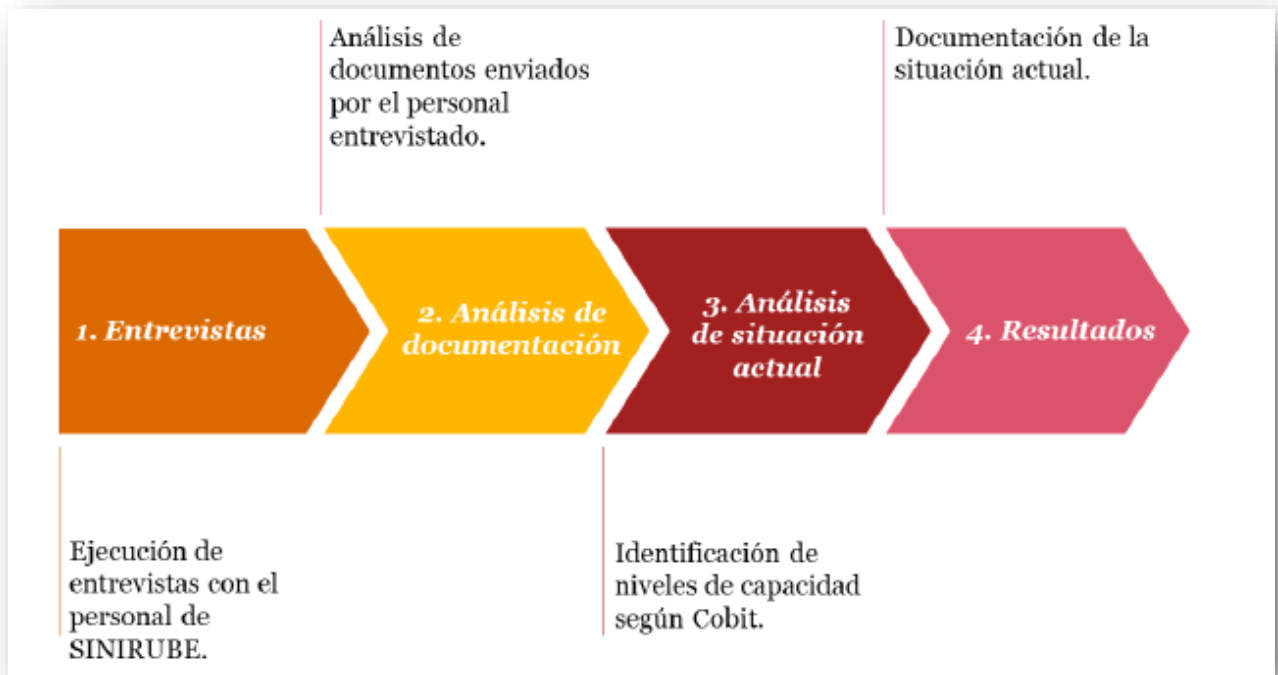 Análisis de
documentos enviados
por el personal
entrevistado.
Documentación de la
situación actual.
1. Entrevistas
2. Análisis de
documentación
3. Análisis
de situación
actual
4. Resultados
Ejecución de
entrevistas con el
personal de
SINIRUBE.
Identificación de
niveles de capacidad
según Cobit.